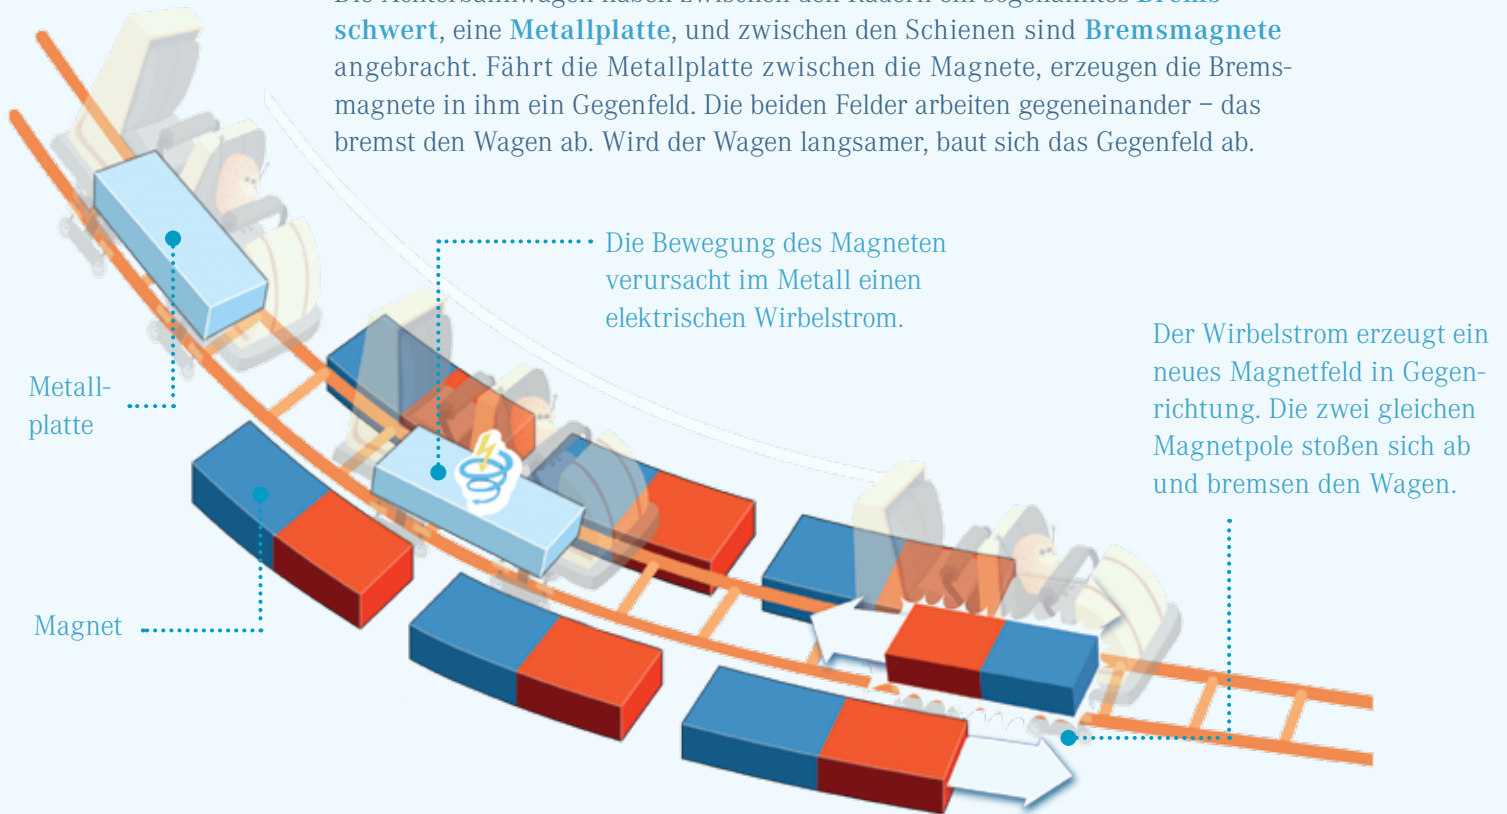 schwert, eine Metallplatte, und zwischen den Schienen sind Bremsmagnete
angebracht. Fährt die Metallplatte zwischen die Magnete, erzeugen die Brems-
magnete in ihm ein Gegenfeld. Die beiden Felder arbeiten gegeneinander – das
bremst den Wagen ab. Wird der Wagen langsamer, baut sich das Gegenfeld ab.
Die Bewegung des Magneten
verursacht im Metall einen
elektrischen Wirbelstrom.
Der Wirbelstrom erzeugt ein
neues Magnetfeld in Gegen-
richtung. Die zwei gleichen
Magnetpole stoßen sich ab
und bremsen den Wagen.
Metall-
platte
Magnet